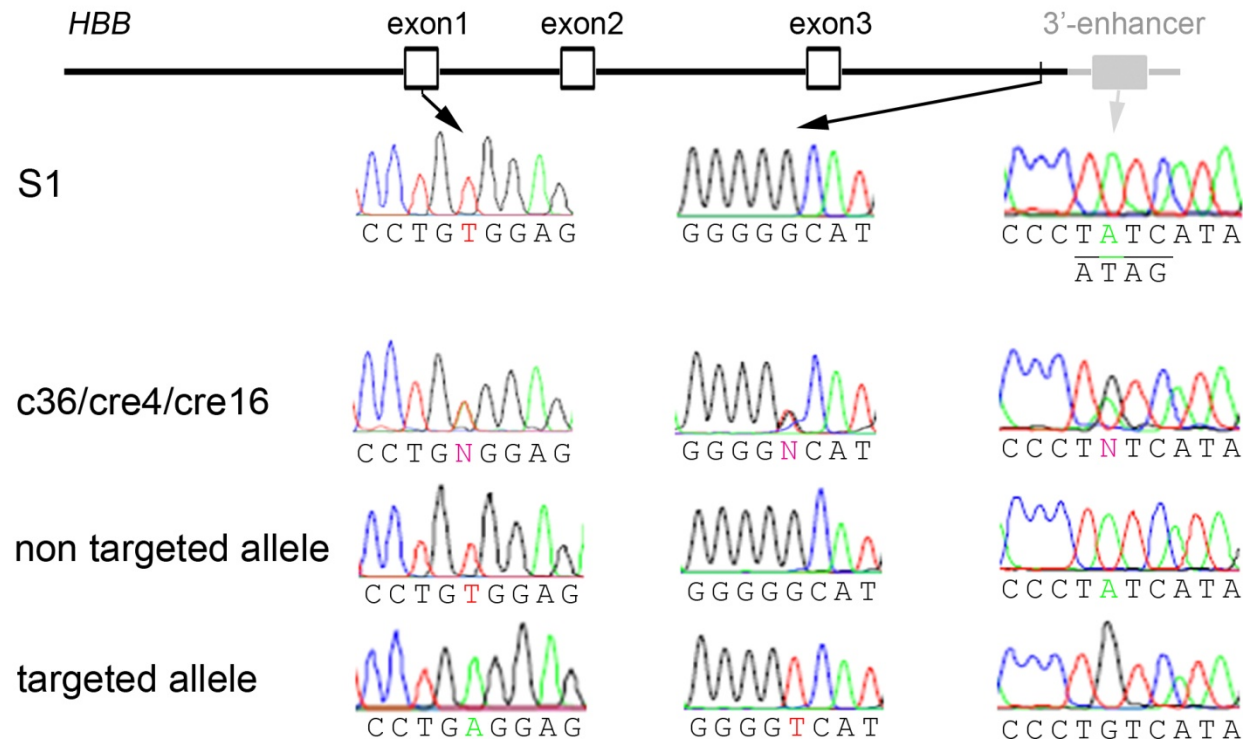 HBB exon1 exon2 exon3 3'-enhancer
S1
CCTGTGGAG GGGGGCAT CCCTATCATA
ATAG
c36/cre4/cre16
CCTGNGGAG GGGGNCAT CCCTNTCATA
non targeted allele
CCTGTGGAG GGGGGCAT CCCTATCATA
targeted allele
CCTGAGGAG GGGGTCAT CCCTGTCATA